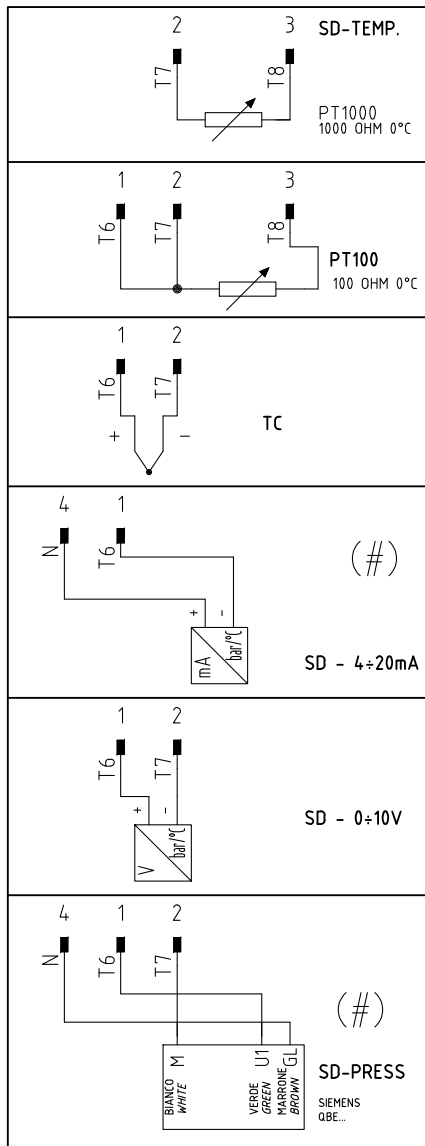 2 3 SD-TEMP.
T7 T8
PT1000
1000 OHM 0°C
1 2 3
T6 T7 T8
PT100
100 OHM 0°C
1 2
T6 T7
+ -
TC
4 1
N T6
(#)
+ -
mA bar/°C
SD - 4÷20mA
1 2
T6 T7
+ -
V bar/°C
SD - 0÷10V
4 1 2
N T6 T7
(#)
M U1 GL
BIANCO VERDE MARRONE
WHITE GREEN BROWN
SD-PRESS
SIEMENS
QBE...